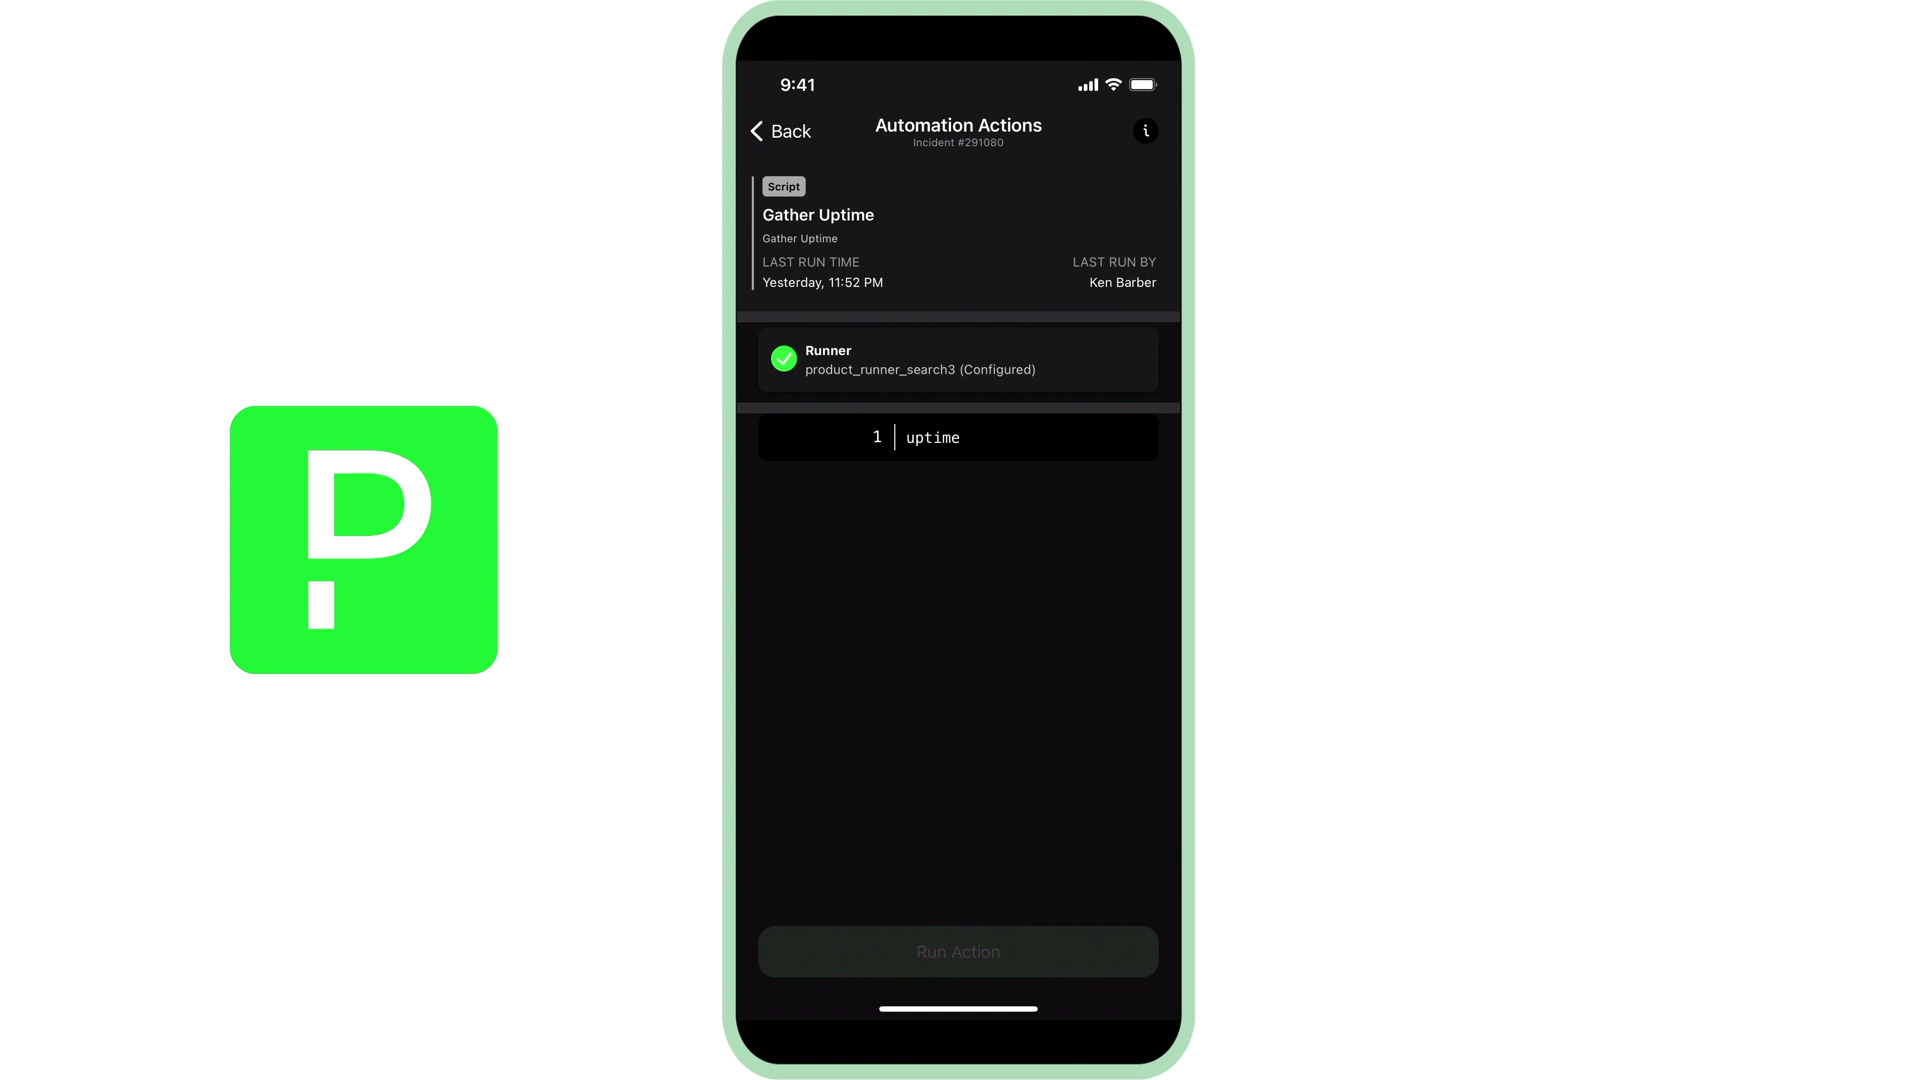 9:41
Back
Automation Actions
Incident #291080
Script
Gather Uptime
Gather Uptime
LAST RUN TIME
LAST RUN BY
Yesterday, 11:52 PM
Ken Barber
Runner
product_runner_search3 (Configured)
1 uptime
Run Action
P